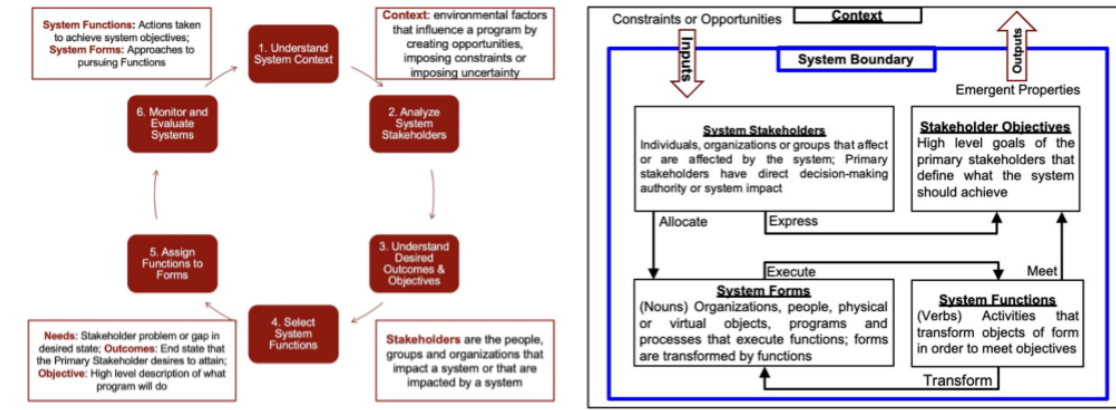 System Functions: Actions taken
to achieve system objectives;
System Forms: Approaches to
pursuing Functions
1. Understand
System Context
Context: environmental factors
that influence a program by
creating opportunities,
imposing constraints or
imposing uncertainty
6. Monitor and
Evaluate
Systems
2. Analyze
System
Stakeholders
5. Assign
Functions to
Forms
3. Understand
Desired
Outcomes &
Objectives
4. Select
System
Functions
Needs: Stakeholder problem or gap in
desired state; Outcomes: End state that
the Primary Stakeholder desires to attain;
Objective: High level description of what
program will do
Stakeholders are the people,
groups and organizations that
impact a system or that are
impacted by a system
Constraints or Opportunities
Context
Inputs
Outputs
System Boundary
Emergent Properties
System Stakeholders
Individuals, organizations or groups that affect
or are affected by the system; Primary
stakeholders have direct decision-making
authority or system impact
Stakeholder Objectives
High level goals of the
primary stakeholders that
define what the system
should achieve
Allocate
Express
Execute
Meet
System Forms
(Nouns) Organizations, people, physical
or virtual objects, programs and
processes that execute functions; forms
are transformed by functions
System Functions
(Verbs) Activities that
transform objects of form
in order to meet objectives
Transform